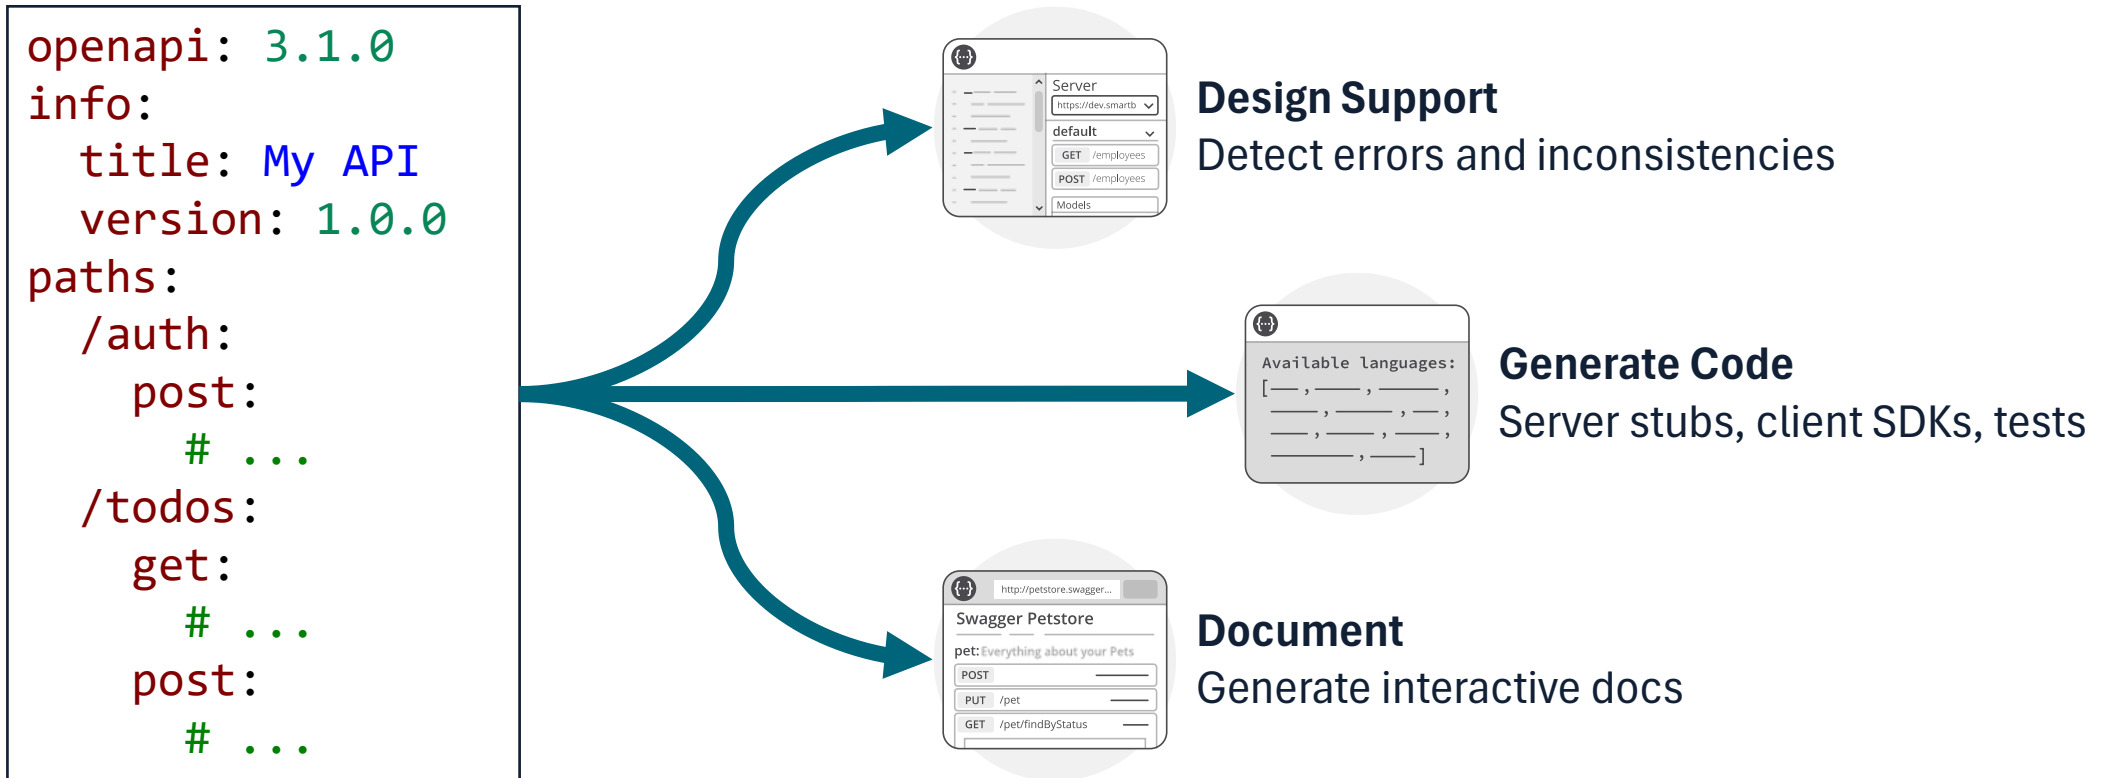 openapi: 3.1.0
info:
  title: My API
  version: 1.0.0
paths:
  /auth:
    post:
      # ...
  /todos:
    get:
      # ...
    post:
      # ...
{···}
Server
https://dev.smartb
default
GET /employees
POST /employees
Models
Design Support
Detect errors and inconsistencies
{···}
Available languages:
[ , , ,
, , ,
, , ,
, ]
Generate Code
Server stubs, client SDKs, tests
{···}
http://petstore.swagger...
Swagger Petstore
pet: Everything about your Pets
POST
PUT /pet
GET /pet/findByStatus
Document
Generate interactive docs